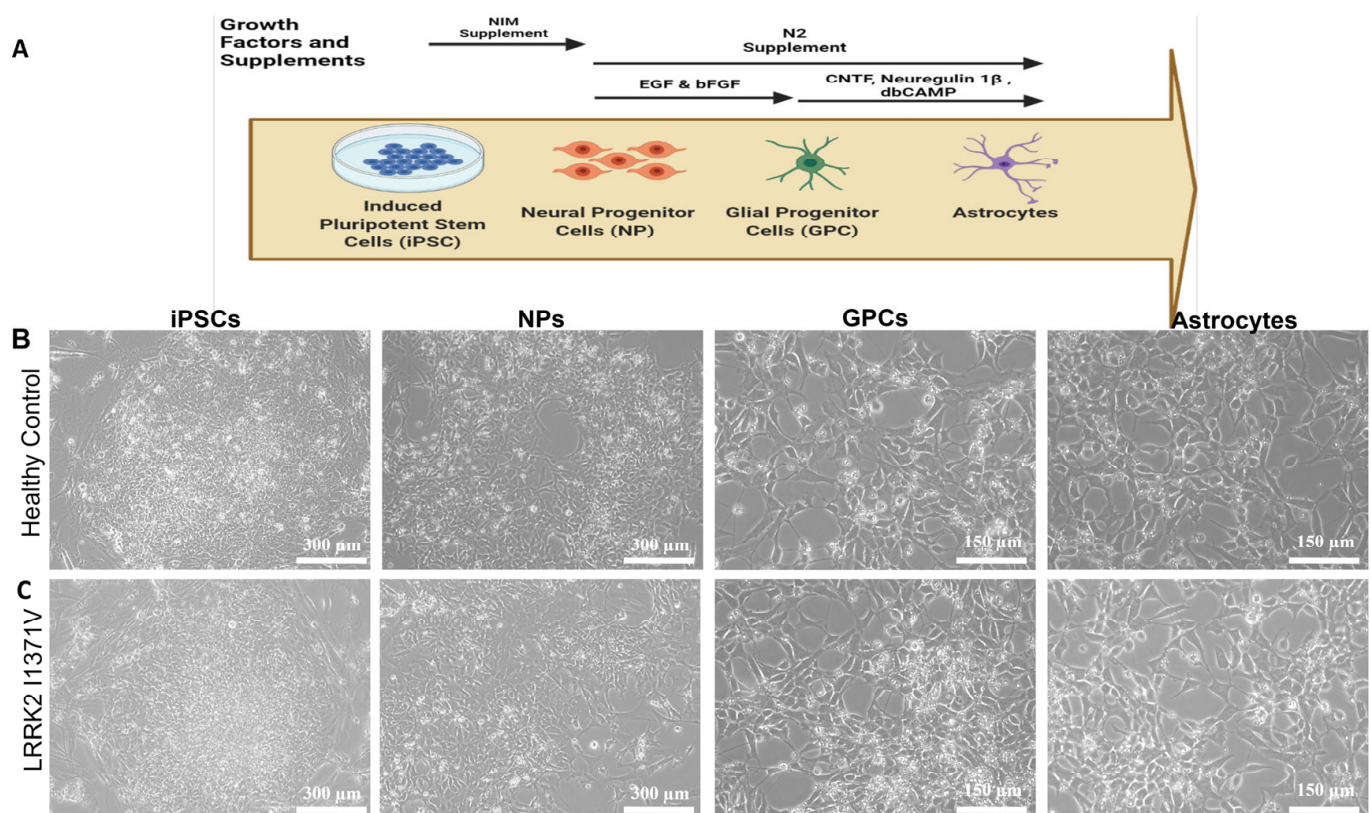 A
Growth
Factors and
Supplements
NIM
Supplement
N2
Supplement
EGF & bFGF
CNTF, Neuregulin 1β ,
dbCAMP
Induced
Pluripotent Stem
Cells (iPSC)
Neural Progenitor
Cells (NP)
Glial Progenitor
Cells (GPC)
Astrocytes
iPSCs
NPs
GPCs
Astrocytes
B
Healthy Control
300 µm
300 µm
150 µm
150 µm
C
LRRK2 I1371V
300 µm
300 µm
150 µm
150 µm